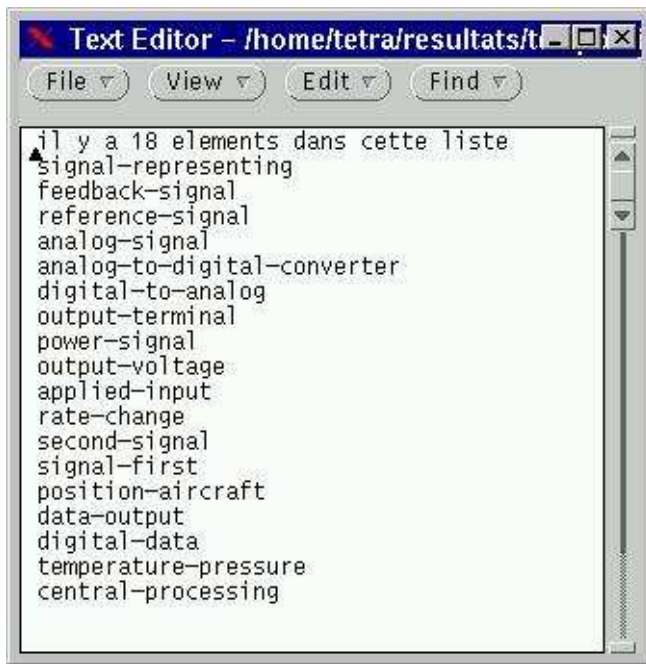 Text Editor – /home/tetra/resultats/
File View Edit Find
il y a 18 elements dans cette liste
signal-representing
feedback-signal
reference-signal
analog-signal
analog-to-digital-converter
digital-to-analog
output-terminal
power-signal
output-voltage
applied-input
rate-change
second-signal
signal-first
position-aircraft
data-output
digital-data
temperature-pressure
central-processing